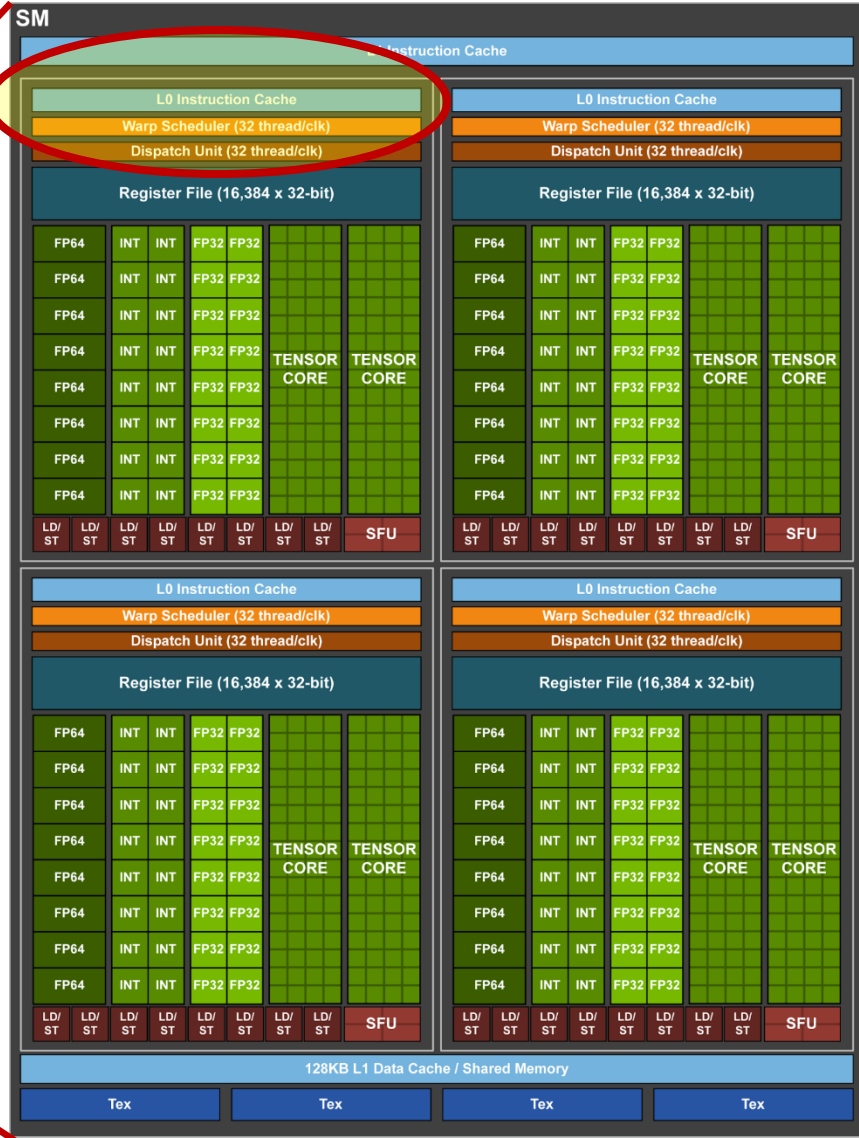 SM
L1 Instruction Cache
L0 Instruction Cache
Warp Scheduler (32 thread/clk)
Dispatch Unit (32 thread/clk)
Register File (16,384 x 32-bit)
FP64 INT INT FP32 FP32
FP64 INT INT FP32 FP32
FP64 INT INT FP32 FP32
FP64 INT INT FP32 FP32 TENSOR TENSOR
FP64 INT INT FP32 FP32 CORE CORE
FP64 INT INT FP32 FP32
FP64 INT INT FP32 FP32
FP64 INT INT FP32 FP32
LD/ LD/ LD/ LD/ LD/ LD/ LD/ LD/ SFU
ST ST ST ST ST ST ST ST
L0 Instruction Cache
Warp Scheduler (32 thread/clk)
Dispatch Unit (32 thread/clk)
Register File (16,384 x 32-bit)
FP64 INT INT FP32 FP32
FP64 INT INT FP32 FP32
FP64 INT INT FP32 FP32
FP64 INT INT FP32 FP32 TENSOR TENSOR
FP64 INT INT FP32 FP32 CORE CORE
FP64 INT INT FP32 FP32
FP64 INT INT FP32 FP32
FP64 INT INT FP32 FP32
LD/ LD/ LD/ LD/ LD/ LD/ LD/ LD/ SFU
ST ST ST ST ST ST ST ST
L0 Instruction Cache
Warp Scheduler (32 thread/clk)
Dispatch Unit (32 thread/clk)
Register File (16,384 x 32-bit)
FP64 INT INT FP32 FP32
FP64 INT INT FP32 FP32
FP64 INT INT FP32 FP32
FP64 INT INT FP32 FP32 TENSOR TENSOR
FP64 INT INT FP32 FP32 CORE CORE
FP64 INT INT FP32 FP32
FP64 INT INT FP32 FP32
FP64 INT INT FP32 FP32
LD/ LD/ LD/ LD/ LD/ LD/ LD/ LD/ SFU
ST ST ST ST ST ST ST ST
L0 Instruction Cache
Warp Scheduler (32 thread/clk)
Dispatch Unit (32 thread/clk)
Register File (16,384 x 32-bit)
FP64 INT INT FP32 FP32
FP64 INT INT FP32 FP32
FP64 INT INT FP32 FP32
FP64 INT INT FP32 FP32 TENSOR TENSOR
FP64 INT INT FP32 FP32 CORE CORE
FP64 INT INT FP32 FP32
FP64 INT INT FP32 FP32
FP64 INT INT FP32 FP32
LD/ LD/ LD/ LD/ LD/ LD/ LD/ LD/ SFU
ST ST ST ST ST ST ST ST
128KB L1 Data Cache / Shared Memory
Tex Tex Tex Tex